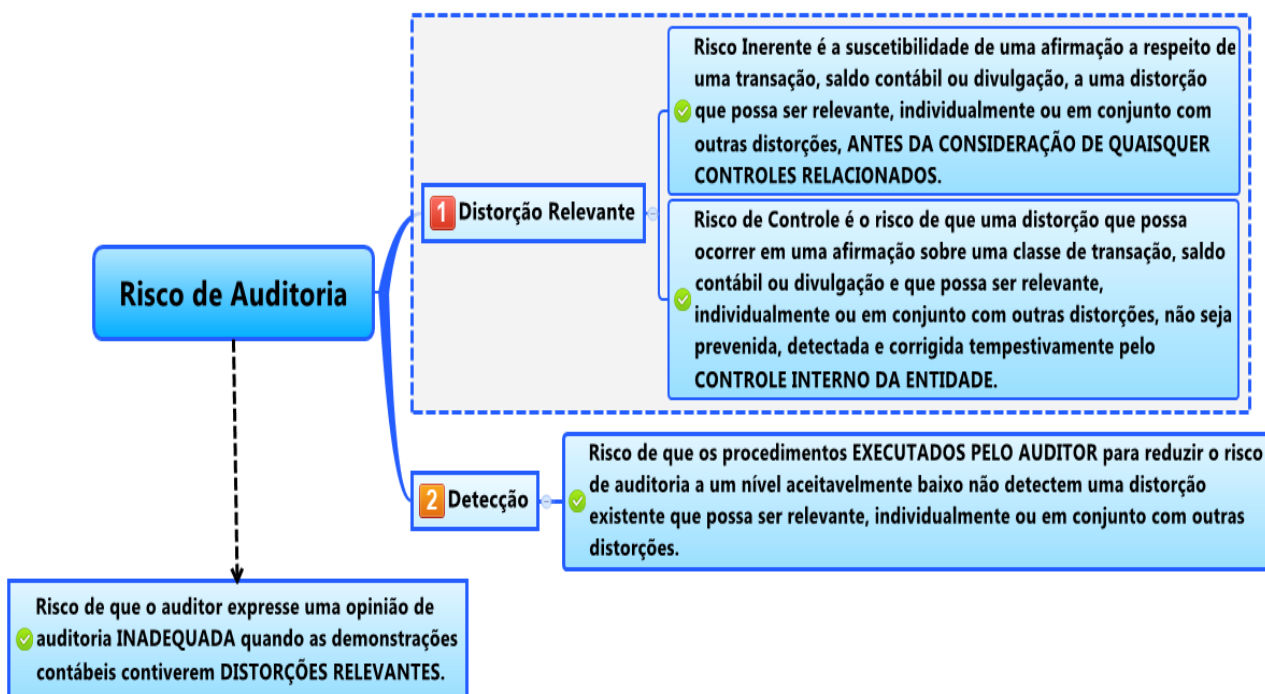 Risco de Auditoria
1 Distorção Relevante
Risco Inerente é a suscetibilidade de uma afirmação a respeito de
uma transação, saldo contábil ou divulgação, a uma distorção
que possa ser relevante, individualmente ou em conjunto com
outras distorções, ANTES DA CONSIDERAÇÃO DE QUAISQUER
CONTROLES RELACIONADOS.
Risco de Controle é o risco de que uma distorção que possa
ocorrer em uma afirmação sobre uma classe de transação, saldo
contábil ou divulgação e que possa ser relevante,
individualmente ou em conjunto com outras distorções, não seja
prevenida, detectada e corrigida tempestivamente pelo
CONTROLE INTERNO DA ENTIDADE.
2 Detecção
Risco de que os procedimentos EXECUTADOS PELO AUDITOR para reduzir o risco
de auditoria a um nível aceitavelmente baixo não detectem uma distorção
existente que possa ser relevante, individualmente ou em conjunto com outras
distorções.
Risco de que o auditor expresse uma opinião de
auditoria INADEQUADA quando as demonstrações
contábeis contiverem DISTORÇÕES RELEVANTES.